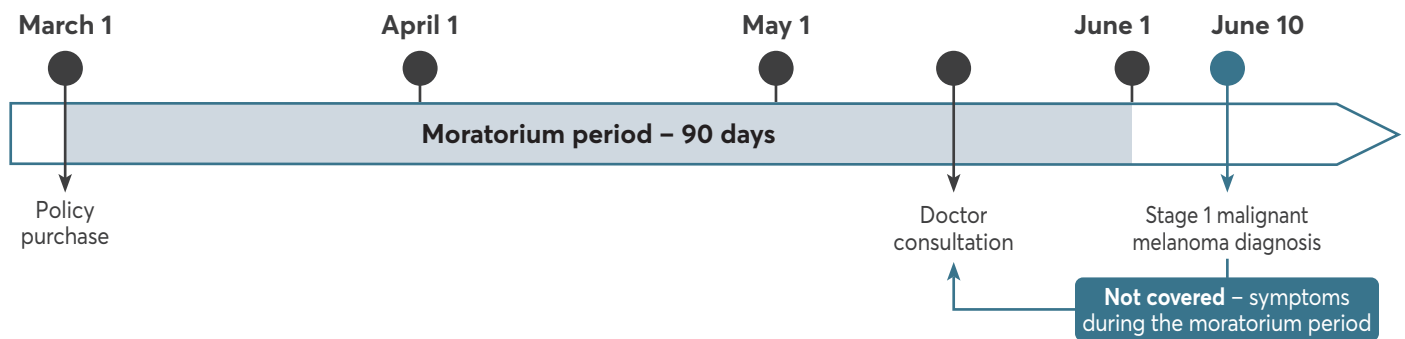 March 1
April 1
May 1
June 1
June 10
Moratorium period – 90 days
Policy
purchase
Doctor
consultation
Stage 1 malignant
melanoma diagnosis
Not covered – symptoms
during the moratorium period